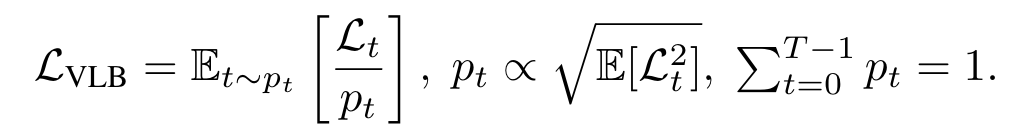 $\mathcal{L}_{\text{VLB}} = \mathbb{E}_{t \sim p_t} \left[ \frac{\mathcal{L}_t}{p_t} \right], \; p_t \propto \sqrt{\mathbb{E}[\mathcal{L}_t^2]}, \; \sum_{t=0}^{T-1} p_t = 1.$